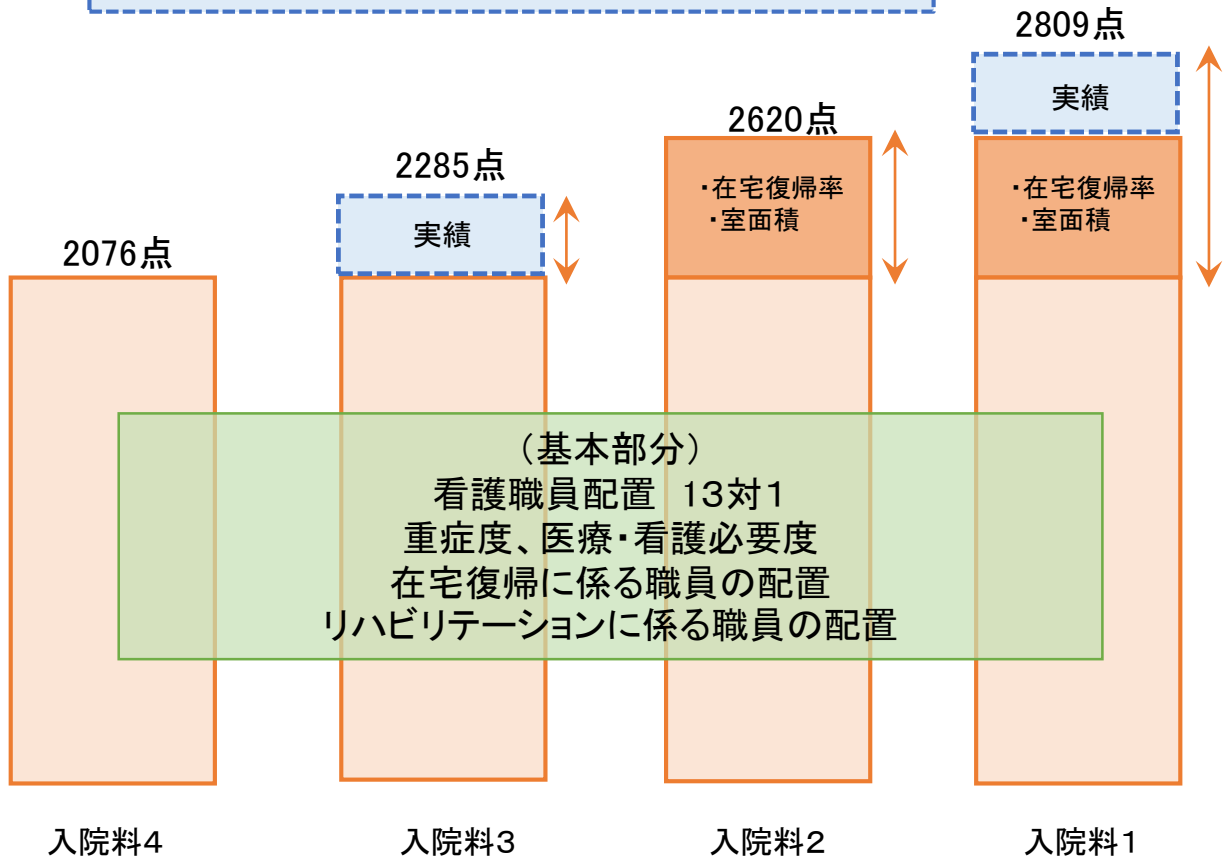 2809点
実績
2620点
・在宅復帰率
・室面積
・在宅復帰率
・室面積
2285点
実績
2076点
（基本部分）
看護職員配置　13対1
重症度、医療・看護必要度
在宅復帰に係る職員の配置
リハビリテーションに係る職員の配置
入院料4
入院料3
入院料2
入院料1